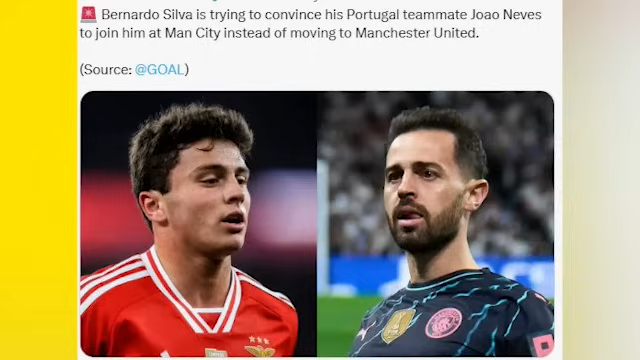 🚨 Bernardo Silva is trying to convince his Portugal teammate Joao Neves
to join him at Man City instead of moving to Manchester United.
(Source: @GOAL)